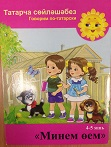 Татарча сөйләшәбез
Говорим по-татарски
4-5 яшь
«Минем өем»